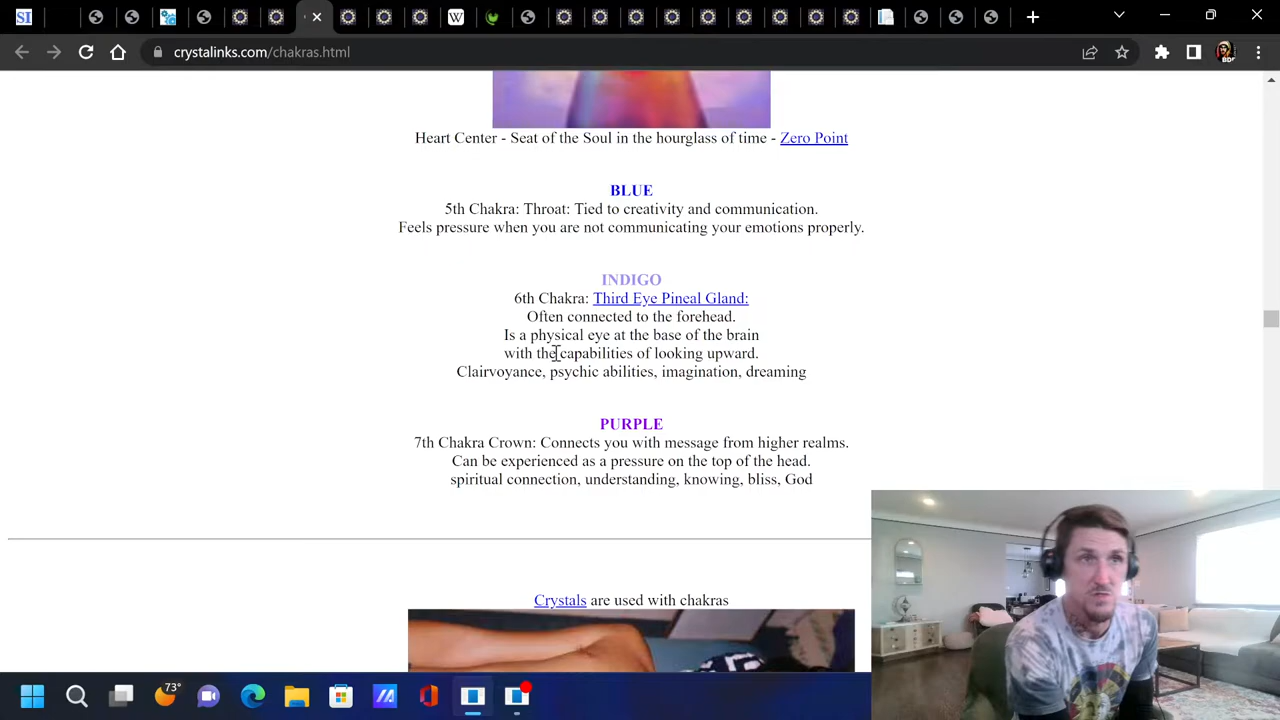 SI
W
crystalinks.com/chakras.html
BDF
Heart Center - Seat of the Soul in the hourglass of time - Zero Point
BLUE
5th Chakra: Throat: Tied to creativity and communication.
Feels pressure when you are not communicating your emotions properly.
INDIGO
6th Chakra: Third Eye Pineal Gland:
Often connected to the forehead.
Is a physical eye at the base of the brain
with the capabilities of looking upward.
Clairvoyance, psychic abilities, imagination, dreaming
PURPLE
7th Chakra Crown: Connects you with message from higher realms.
Can be experienced as a pressure on the top of the head.
spiritual connection, understanding, knowing, bliss, God
Crystals are used with chakras
73°